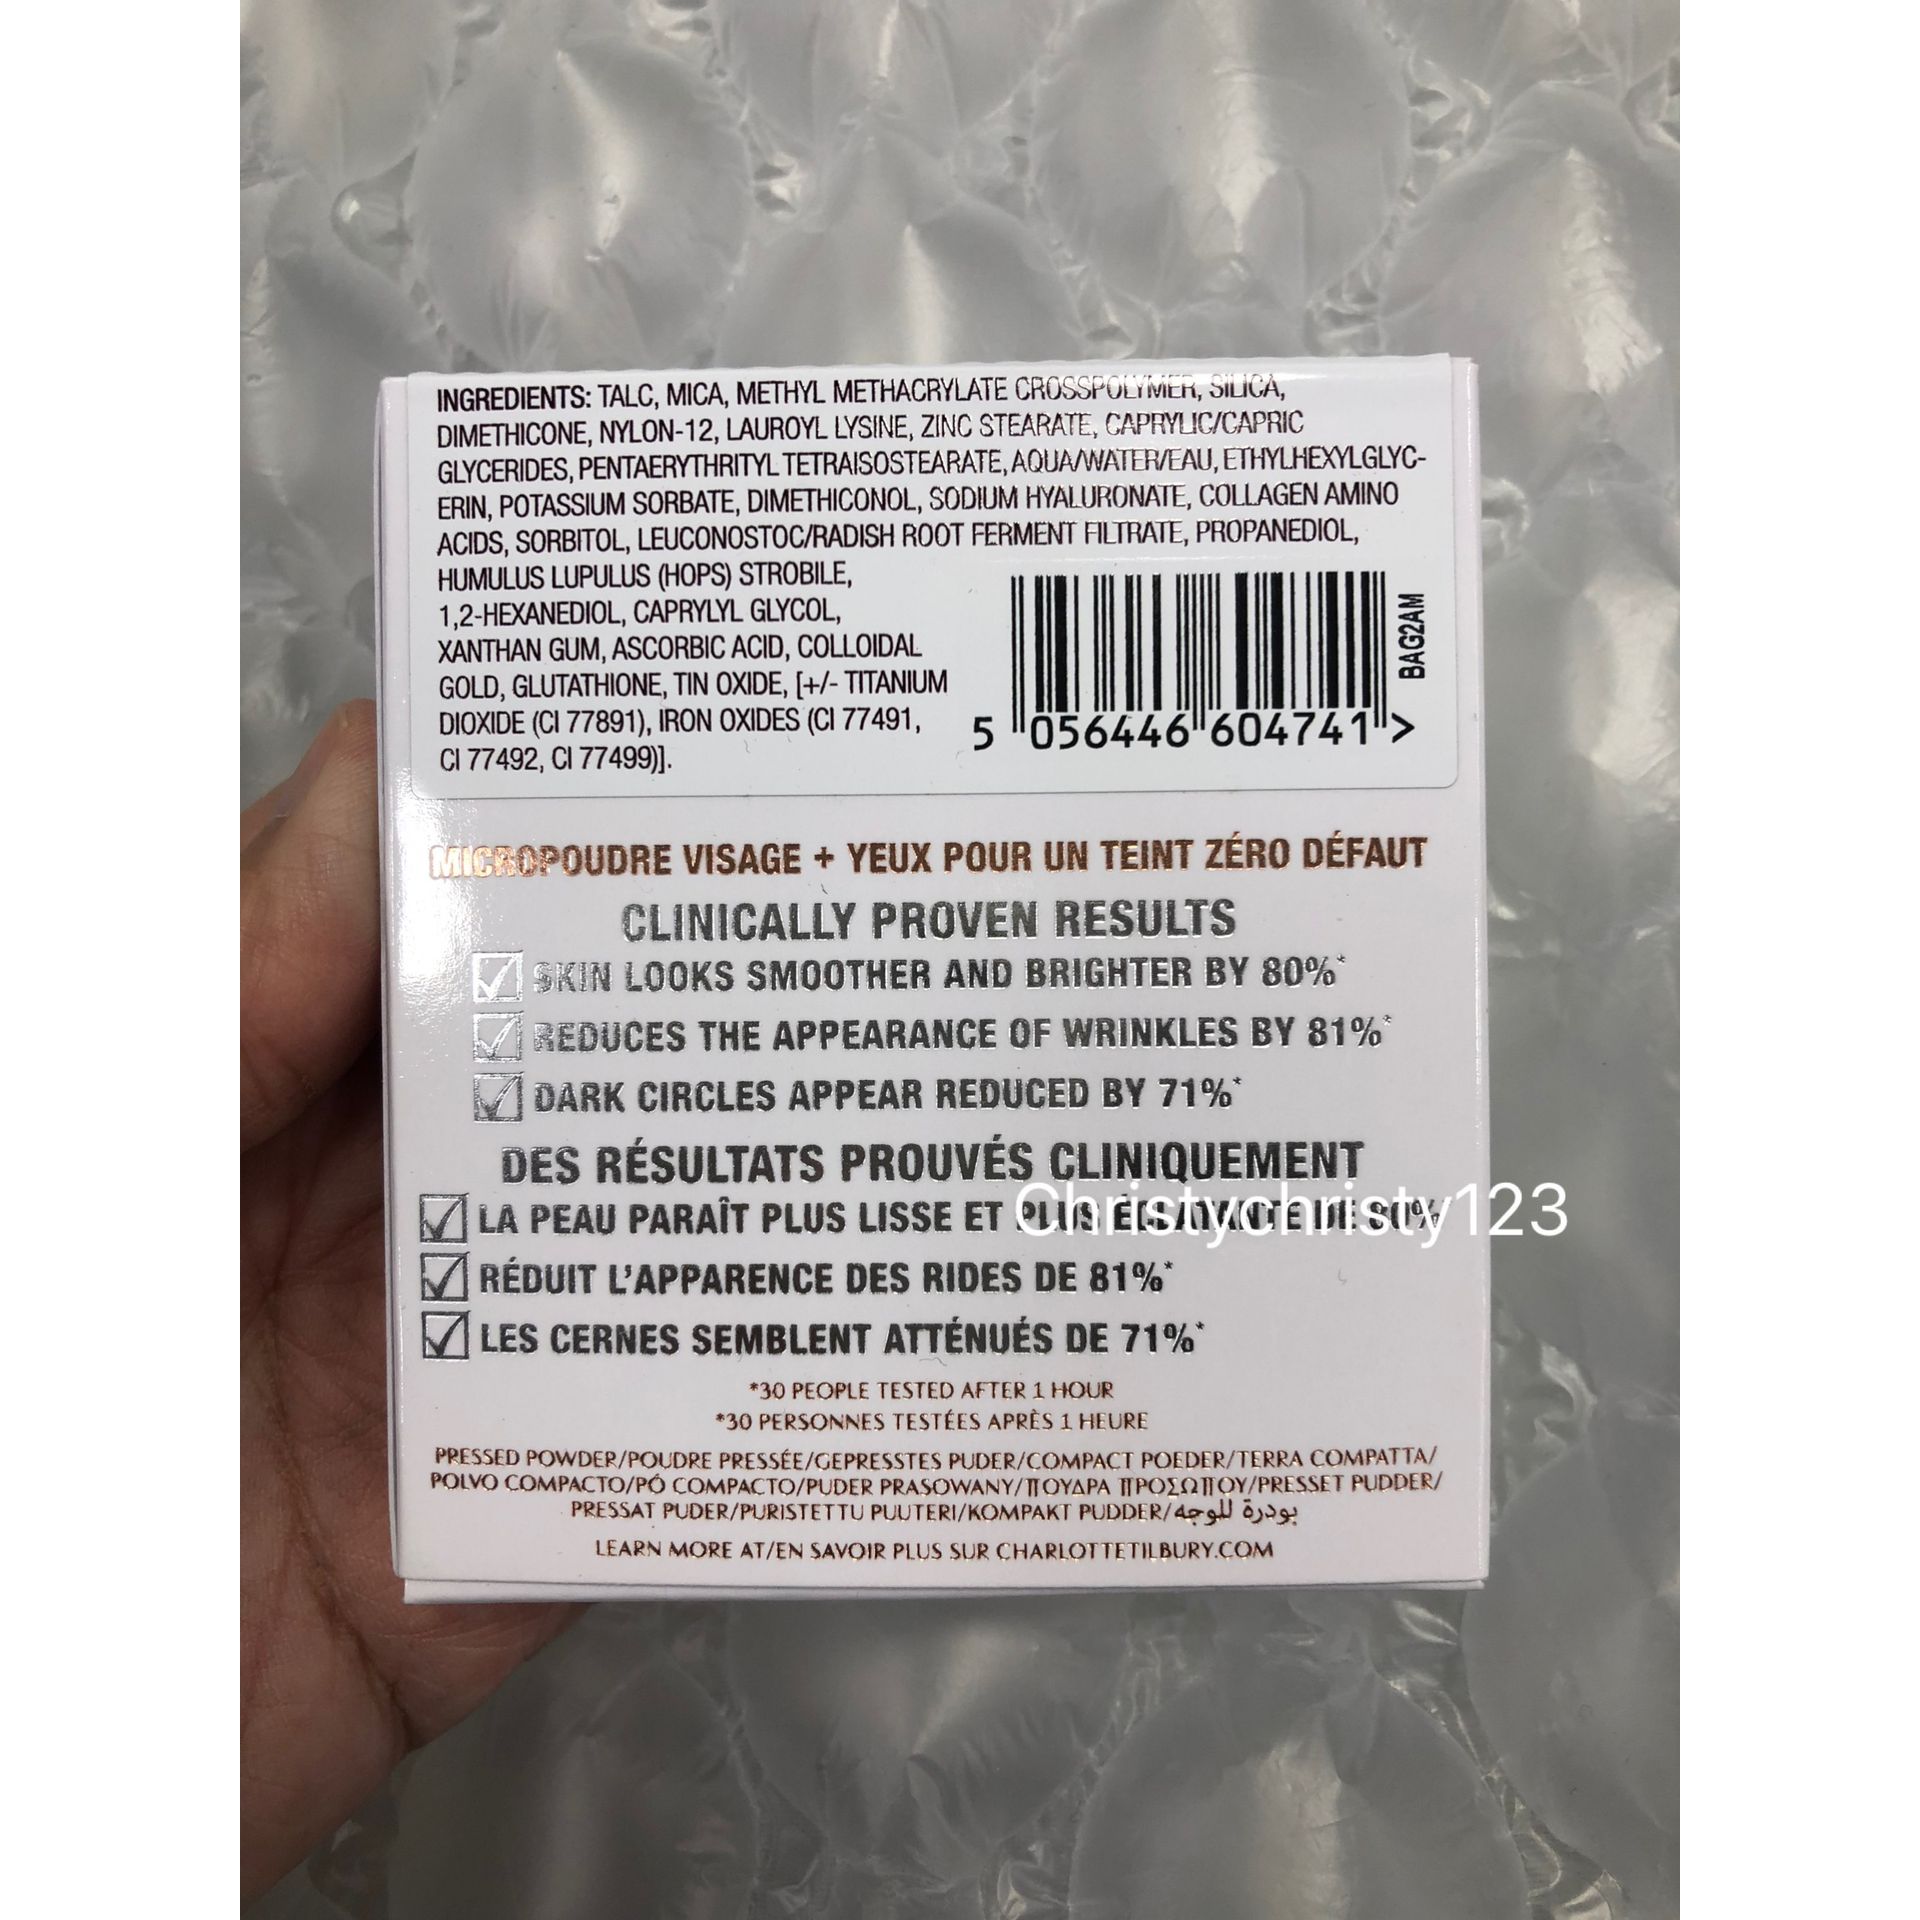 INGREDIENTS: TALC, MICA, METHYL METHACRYLATE CROSSPOLYMER, SILICA,
DIMETHICONE, NYLON-12, LAUROYL LYSINE, ZINC STEARATE, CAPRYLIC/CAPRIC
GLYCERIDES, PENTAERYTHRITYL TETRAISOSTEARATE, AQUA/WATER/EAU, ETHYLHEXYLGLYC-
ERIN, POTASSIUM SORBATE, DIMETHICONOL, SODIUM HYALURONATE, COLLAGEN AMINO
ACIDS, SORBITOL, LEUCONOSTOC/RADISH ROOT FERMENT FILTRATE, PROPANEDIOL,
HUMULUS LUPULUS (HOPS) STROBILE,
1,2-HEXANEDIOL, CAPRYLYL GLYCOL,
XANTHAN GUM, ASCORBIC ACID, COLLOIDAL
GOLD, GLUTATHIONE, TIN OXIDE, [+/- TITANIUM
DIOXIDE (CI 77891), IRON OXIDES (CI 77491,
CI 77492, CI 77499)].
BAG2AM
5 056446 604741 >
MICROPOUDRE VISAGE + YEUX POUR UN TEINT ZÉRO DÉFAUT
CLINICALLY PROVEN RESULTS
SKIN LOOKS SMOOTHER AND BRIGHTER BY 80%*
REDUCES THE APPEARANCE OF WRINKLES BY 81%*
DARK CIRCLES APPEAR REDUCED BY 71%*
DES RÉSULTATS PROUVÉS CLINIQUEMENT
LA PEAU PARAÎT PLUS LISSE ET PLUS ÉCLATANTE DE 80%
Christychristy123
RÉDUIT L'APPARENCE DES RIDES DE 81%*
LES CERNES SEMBLENT ATTÉNUÉS DE 71%*
*30 PEOPLE TESTED AFTER 1 HOUR
*30 PERSONNES TESTÉES APRÈS 1 HEURE
PRESSED POWDER/POUDRE PRESSÉE/GEPRESSTES PUDER/COMPACT POEDER/TERRA COMPATTA/
POLVO COMPACTO/PÓ COMPACTO/PUDER PRASOWANY/ΠΟΥΔΡΑ ΠΡΟΣΩΠΟΥ/PRESSET PUDDER/
PRESSAT PUDER/PURISTETTU PUUTERI/KOMPAKT PUDDER/بودرة للوجه
LEARN MORE AT/EN SAVOIR PLUS SUR CHARLOTTETILBURY.COM